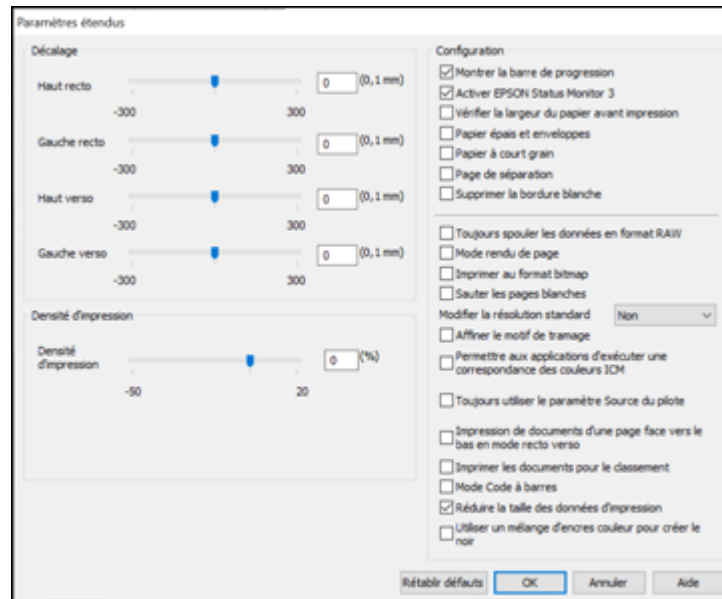 Paramètres étendus
Décalage
Haut recto
0
(0,1 mm)
-300
300
Gauche recto
0
(0,1 mm)
-300
300
Haut verso
0
(0,1 mm)
-300
300
Gauche verso
0
(0,1 mm)
-300
300
Densité d'impression
Densité
d'impression
0
(%)
-50
20
Configuration
Montrer la barre de progression
Activer EPSON Status Monitor 3
Vérifier la largeur du papier avant impression
Papier épais et enveloppes
Papier à court grain
Page de séparation
Supprimer la bordure blanche
Toujours spouler les données en format RAW
Mode rendu de page
Imprimer au format bitmap
Sauter les pages blanches
Modifier la résolution standard
Non
Affiner le motif de tramage
Permettre aux applications d'exécuter une
correspondance des couleurs ICM
Toujours utiliser le paramètre Source du pilote
Impression de documents d'une page face vers le
bas en mode recto verso
Imprimer les documents pour le classement
Mode Code à barres
Réduire la taille des données d'impression
Utiliser un mélange d'encres couleur pour créer le
noir
Rétablir défauts
OK
Annuler
Aide